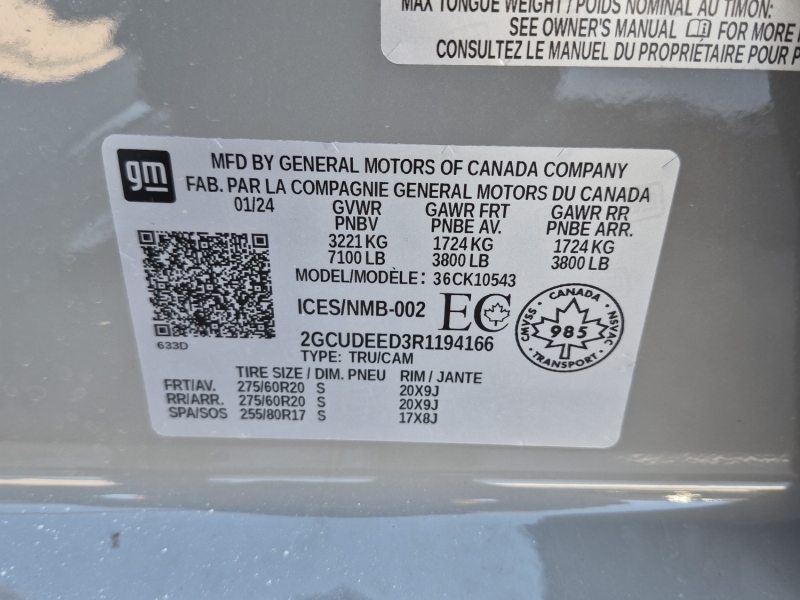 MAX TONGUE WEIGHT / POIDS NOMINAL AU TIMON:
SEE OWNER'S MANUAL FOR MORE
CONSULTEZ LE MANUEL DU PROPRIÉTAIRE POUR
gm
MFD BY GENERAL MOTORS OF CANADA COMPANY
FAB. PAR LA COMPAGNIE GENERAL MOTORS DU CANADA
01/24 GVWR GAWR FRT GAWR RR
PNBV PNBE AV. PNBE ARR.
3221 KG 1724 KG 1724 KG
7100 LB 3800 LB 3800 LB
MODEL/MODÈLE: 36CK10543
ICES/NMB-002 EC
CANADA
CMVSS 985 NSVAC
TRANSPORT
633D
2GCUDEED3R1194166
TYPE: TRU/CAM
TIRE SIZE / DIM. PNEU RIM / JANTE
FRT/AV. 275/60R20 S 20X9J
RR/ARR. 275/60R20 S 20X9J
SPA/SOS 255/80R17 S 17X8J